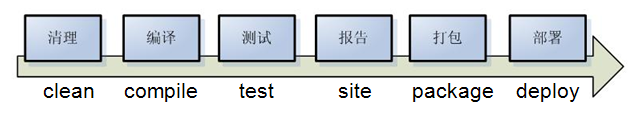 清理 编译 测试 报告 打包 部署
clean compile test site package deploy